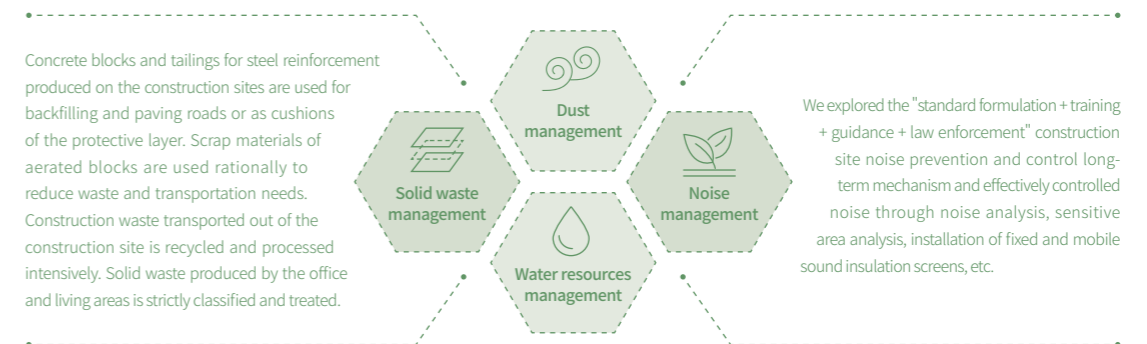 Concrete blocks and tailings for steel reinforcement
produced on the construction sites are used for
backfilling and paving roads or as cushions
of the protective layer. Scrap materials of
aerated blocks are used rationally to
reduce waste and transportation needs.
Construction waste transported out of the
construction site is recycled and processed
intensively. Solid waste produced by the office
and living areas is strictly classified and treated.
Dust
management
Solid waste
management
Noise
management
Water resources
management
We explored the "standard formulation + training
+ guidance + law enforcement" construction
site noise prevention and control long-
term mechanism and effectively controlled
noise through noise analysis, sensitive
area analysis, installation of fixed and mobile
sound insulation screens, etc.